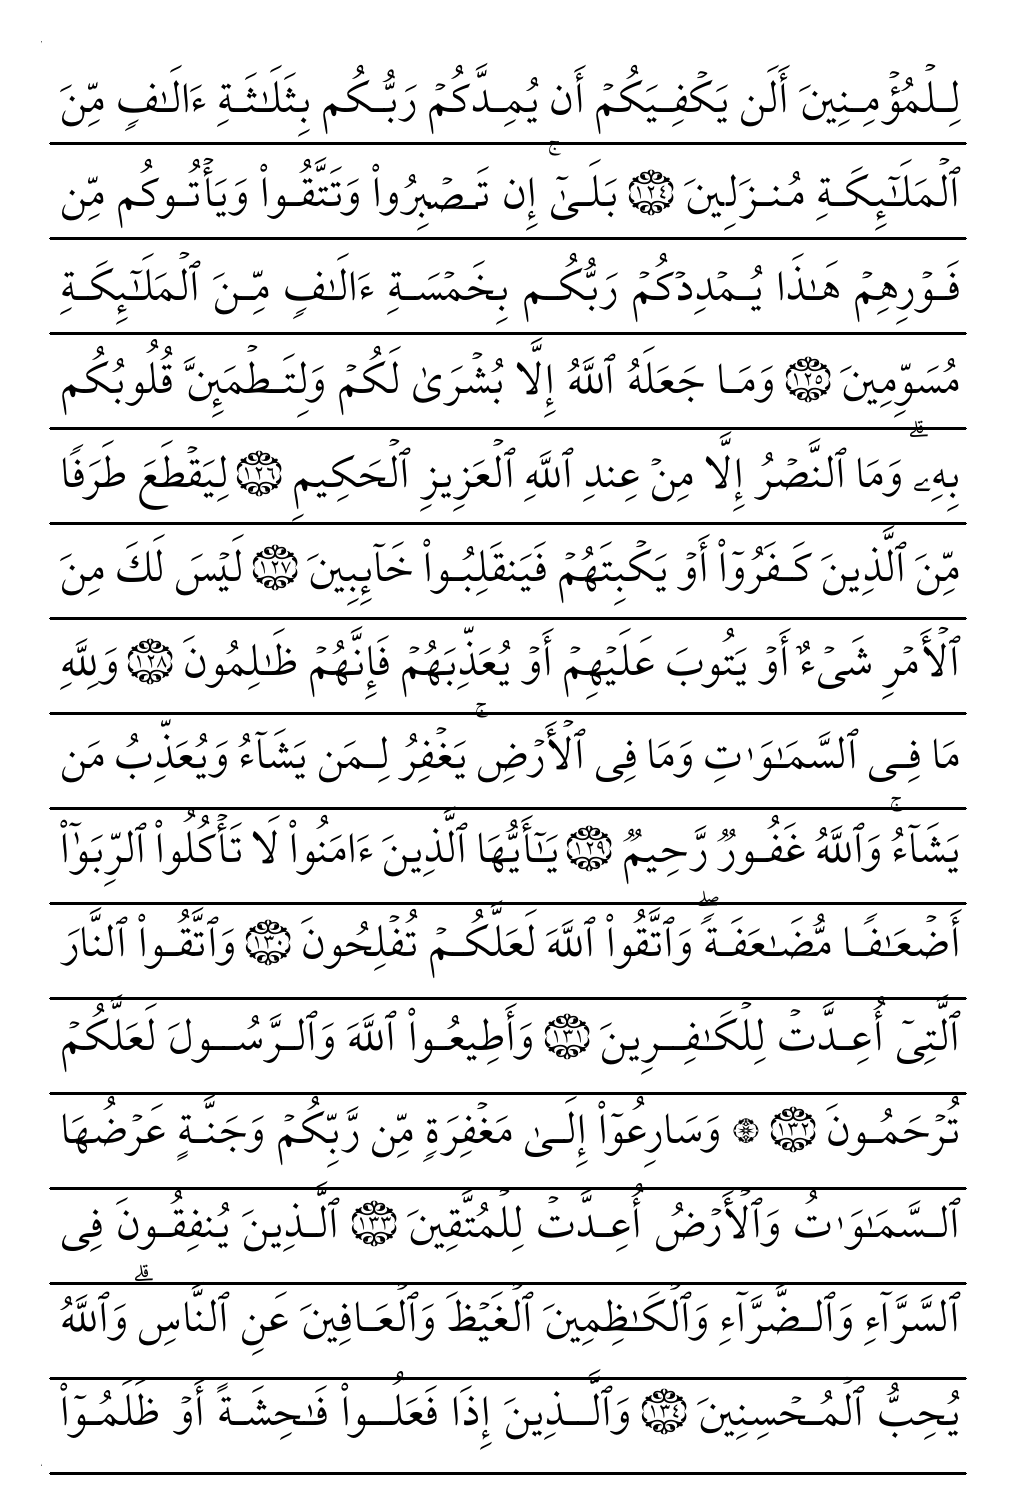 لِلْمُؤْمِنِينَ أَلَن يَكْفِيَكُمْ أَن يُمِدَّكُمْ رَبُّكُم بِثَلَٰثَةِ ءَالَٰفٍ مِّنَ
ٱلْمَلَٰٓئِكَةِ مُنزَلِينَ ١٢٤ بَلَىٰٓ ۚ إِن تَصْبِرُوا۟ وَتَتَّقُوا۟ وَيَأْتُوكُم مِّن
فَوْرِهِمْ هَٰذَا يُمْدِدْكُمْ رَبُّكُم بِخَمْسَةِ ءَالَٰفٍ مِّنَ ٱلْمَلَٰٓئِكَةِ
مُسَوِّمِينَ ١٢٥ وَمَا جَعَلَهُ ٱللَّهُ إِلَّا بُشْرَىٰ لَكُمْ وَلِتَطْمَئِنَّ قُلُوبُكُم
بِهِۦ ۗ وَمَا ٱلنَّصْرُ إِلَّا مِنْ عِندِ ٱللَّهِ ٱلْعَزِيزِ ٱلْحَكِيمِ ١٢٦ لِيَقْطَعَ طَرَفًا
مِّنَ ٱلَّذِينَ كَفَرُوٓا۟ أَوْ يَكْبِتَهُمْ فَيَنقَلِبُوا۟ خَآئِبِينَ ١٢٧ لَيْسَ لَكَ مِنَ
ٱلْأَمْرِ شَىْءٌ أَوْ يَتُوبَ عَلَيْهِمْ أَوْ يُعَذِّبَهُمْ فَإِنَّهُمْ ظَٰلِمُونَ ١٢٨ وَلِلَّهِ
مَا فِى ٱلسَّمَٰوَٰتِ وَمَا فِى ٱلْأَرْضِ ۚ يَغْفِرُ لِمَن يَشَآءُ وَيُعَذِّبُ مَن
يَشَآءُ ۚ وَٱللَّهُ غَفُورٌ رَّحِيمٌ ١٢٩ يَٰٓأَيُّهَا ٱلَّذِينَ ءَامَنُوا۟ لَا تَأْكُلُوا۟ ٱلرِّبَوٰٓا۟
أَضْعَٰفًا مُّضَٰعَفَةً ۖ وَٱتَّقُوا۟ ٱللَّهَ لَعَلَّكُمْ تُفْلِحُونَ ١٣٠ وَٱتَّقُوا۟ ٱلنَّارَ
ٱلَّتِىٓ أُعِدَّتْ لِلْكَٰفِرِينَ ١٣١ وَأَطِيعُوا۟ ٱللَّهَ وَٱلرَّسُولَ لَعَلَّكُمْ
تُرْحَمُونَ ١٣٢ ۞ وَسَارِعُوٓا۟ إِلَىٰ مَغْفِرَةٍ مِّن رَّبِّكُمْ وَجَنَّةٍ عَرْضُهَا
ٱلسَّمَٰوَٰتُ وَٱلْأَرْضُ أُعِدَّتْ لِلْمُتَّقِينَ ١٣٣ ٱلَّذِينَ يُنفِقُونَ فِى
ٱلسَّرَّآءِ وَٱلضَّرَّآءِ وَٱلْكَٰظِمِينَ ٱلْغَيْظَ وَٱلْعَافِينَ عَنِ ٱلنَّاسِ ۗ وَٱللَّهُ
يُحِبُّ ٱلْمُحْسِنِينَ ١٣٤ وَٱلَّذِينَ إِذَا فَعَلُوا۟ فَٰحِشَةً أَوْ ظَلَمُوٓا۟